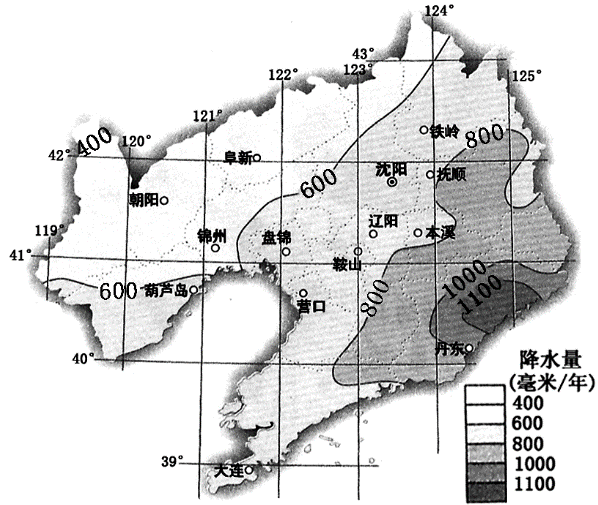 124°
43°
123°
122°
125°
121°
120°
400
42°
铁岭
800
阜新
沈阳
抚顺
600
朝阳
119°
锦州
盘锦
辽阳
本溪
41°
鞍山
600
葫芦岛
营口
800
1000
1100
丹东
40°
降水量
(毫米/年)
400
600
800
1000
1100
39°
大连